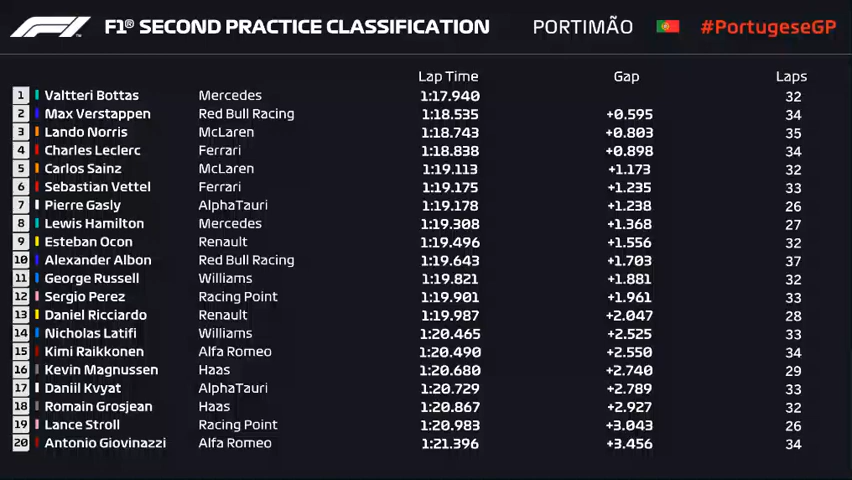 F1® SECOND PRACTICE CLASSIFICATION PORTIMÃO #PortugeseGP
Lap Time Gap Laps
1 Valtteri Bottas Mercedes 1:17.940 32
2 Max Verstappen Red Bull Racing 1:18.535 +0.595 34
3 Lando Norris McLaren 1:18.743 +0.803 35
4 Charles Leclerc Ferrari 1:18.838 +0.898 34
5 Carlos Sainz McLaren 1:19.113 +1.173 32
6 Sebastian Vettel Ferrari 1:19.175 +1.235 33
7 Pierre Gasly AlphaTauri 1:19.178 +1.238 26
8 Lewis Hamilton Mercedes 1:19.308 +1.368 27
9 Esteban Ocon Renault 1:19.496 +1.556 32
10 Alexander Albon Red Bull Racing 1:19.643 +1.703 37
11 George Russell Williams 1:19.821 +1.881 32
12 Sergio Perez Racing Point 1:19.901 +1.961 33
13 Daniel Ricciardo Renault 1:19.987 +2.047 28
14 Nicholas Latifi Williams 1:20.465 +2.525 33
15 Kimi Raikkonen Alfa Romeo 1:20.490 +2.550 34
16 Kevin Magnussen Haas 1:20.680 +2.740 29
17 Daniil Kvyat AlphaTauri 1:20.729 +2.789 33
18 Romain Grosjean Haas 1:20.867 +2.927 32
19 Lance Stroll Racing Point 1:20.983 +3.043 26
20 Antonio Giovinazzi Alfa Romeo 1:21.396 +3.456 34